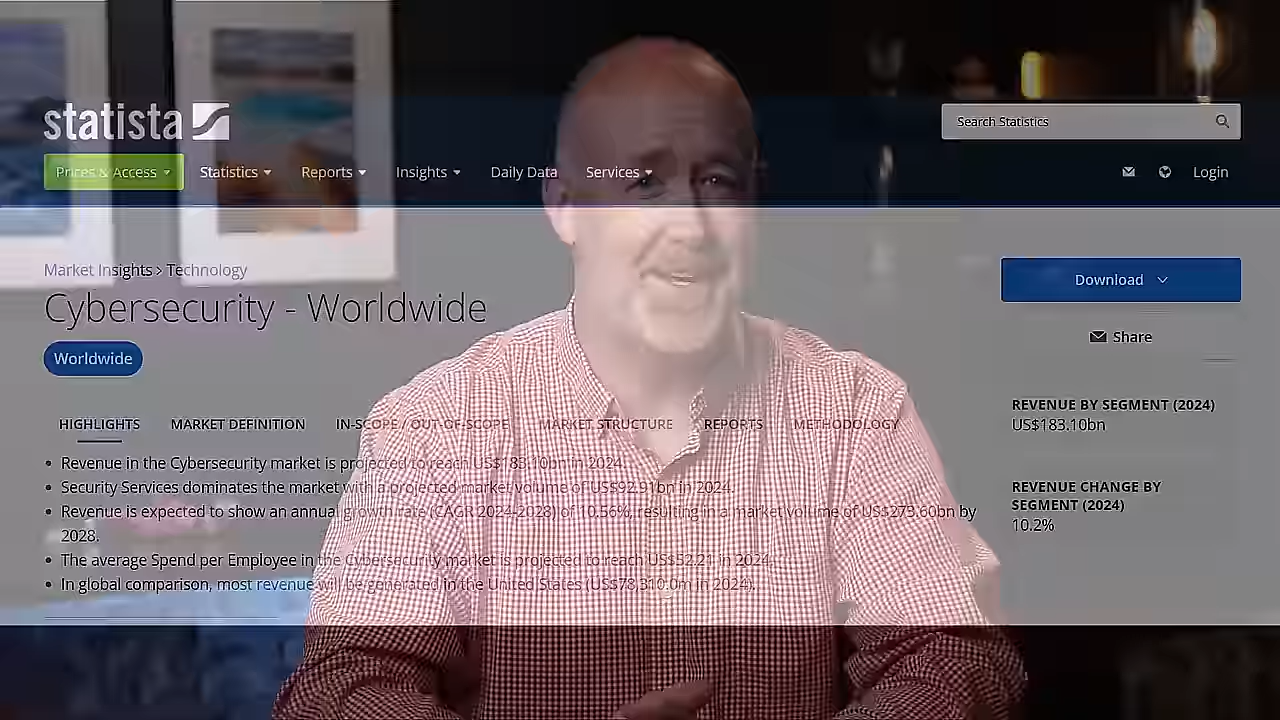 statista
Search Statistics
Prices & Access
Statistics
Reports
Insights
Daily Data
Services
Login
Market Insights > Technology
Cybersecurity - Worldwide
Worldwide
Download
Share
HIGHLIGHTS
MARKET DEFINITION
IN-SCOPE / OUT-OF-SCOPE
MARKET STRUCTURE
REPORTS
METHODOLOGY
• Revenue in the Cybersecurity market is projected to reach US$183.10bn in 2024.
• Security Services dominates the market with a projected market volume of US$92.91bn in 2024.
• Revenue is expected to show an annual growth rate (CAGR 2024-2028) of 10.56%, resulting in a market volume of US$273.60bn by
2028.
• The average Spend per Employee in the Cybersecurity market is projected to reach US$52.21 in 2024.
• In global comparison, most revenue will be generated in the United States (US$78,310.0m in 2024).
REVENUE BY SEGMENT (2024)
US$183.10bn
REVENUE CHANGE BY
SEGMENT (2024)
10.2%